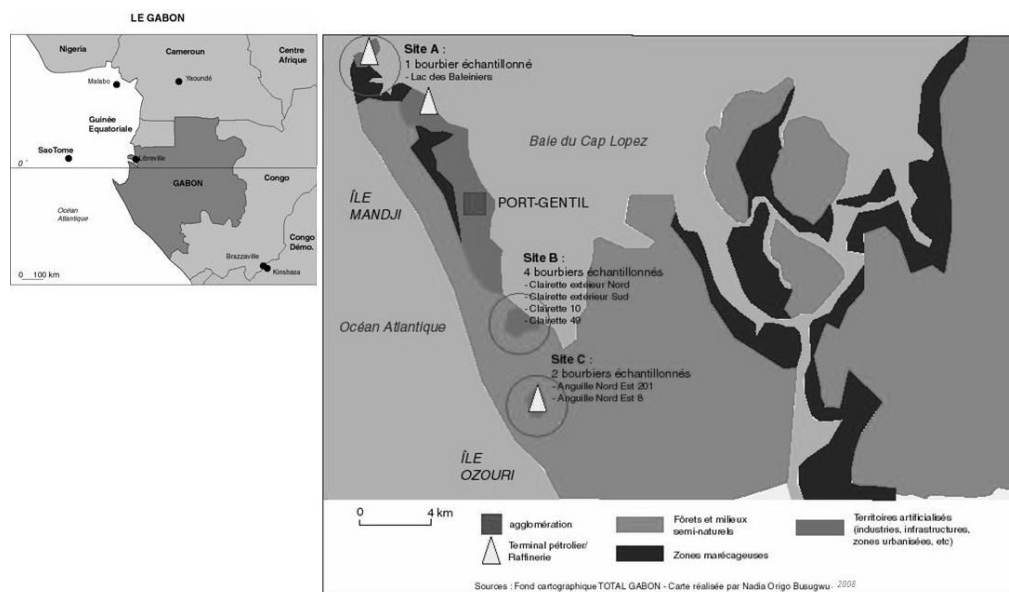 LE GABON
Nigeria
Cameroun
Centre
Afrique
Malabo
Yaoundé
Guinée
Equatoriale
SaoTome
Libreville
0 °
GABON
Congo
Océan
Atlantique
Congo
Démo.
Brazzaville
Kinshasa
0 100 km
Site A :
1 bourbier échantillonné
- Lac des Baleiniers
Baie du Cap Lopez
ÎLE
MANDJI
PORT-GENTIL
Site B :
4 bourbiers échantillonnés
- Clairette extérieur Nord
- Clairette extérieur Sud
- Clairette 10
- Clairette 49
Océan Atlantique
Site C :
2 bourbiers échantillonnés
- Anguille Nord Est 201
- Anguille Nord Est 8
ÎLE
OZOURI
0 4 km
agglomération
Terminal pétrolier/
Raffinerie
Fôrets et milieux
semi-naturels
Zones marécageuses
Territoires artificialisés
(industries, infrastructures,
zones urbanisées, etc)
Sources : Fond cartographique TOTAL GABON - Carte réalisée par Nadia Origo Busugwu - 2008